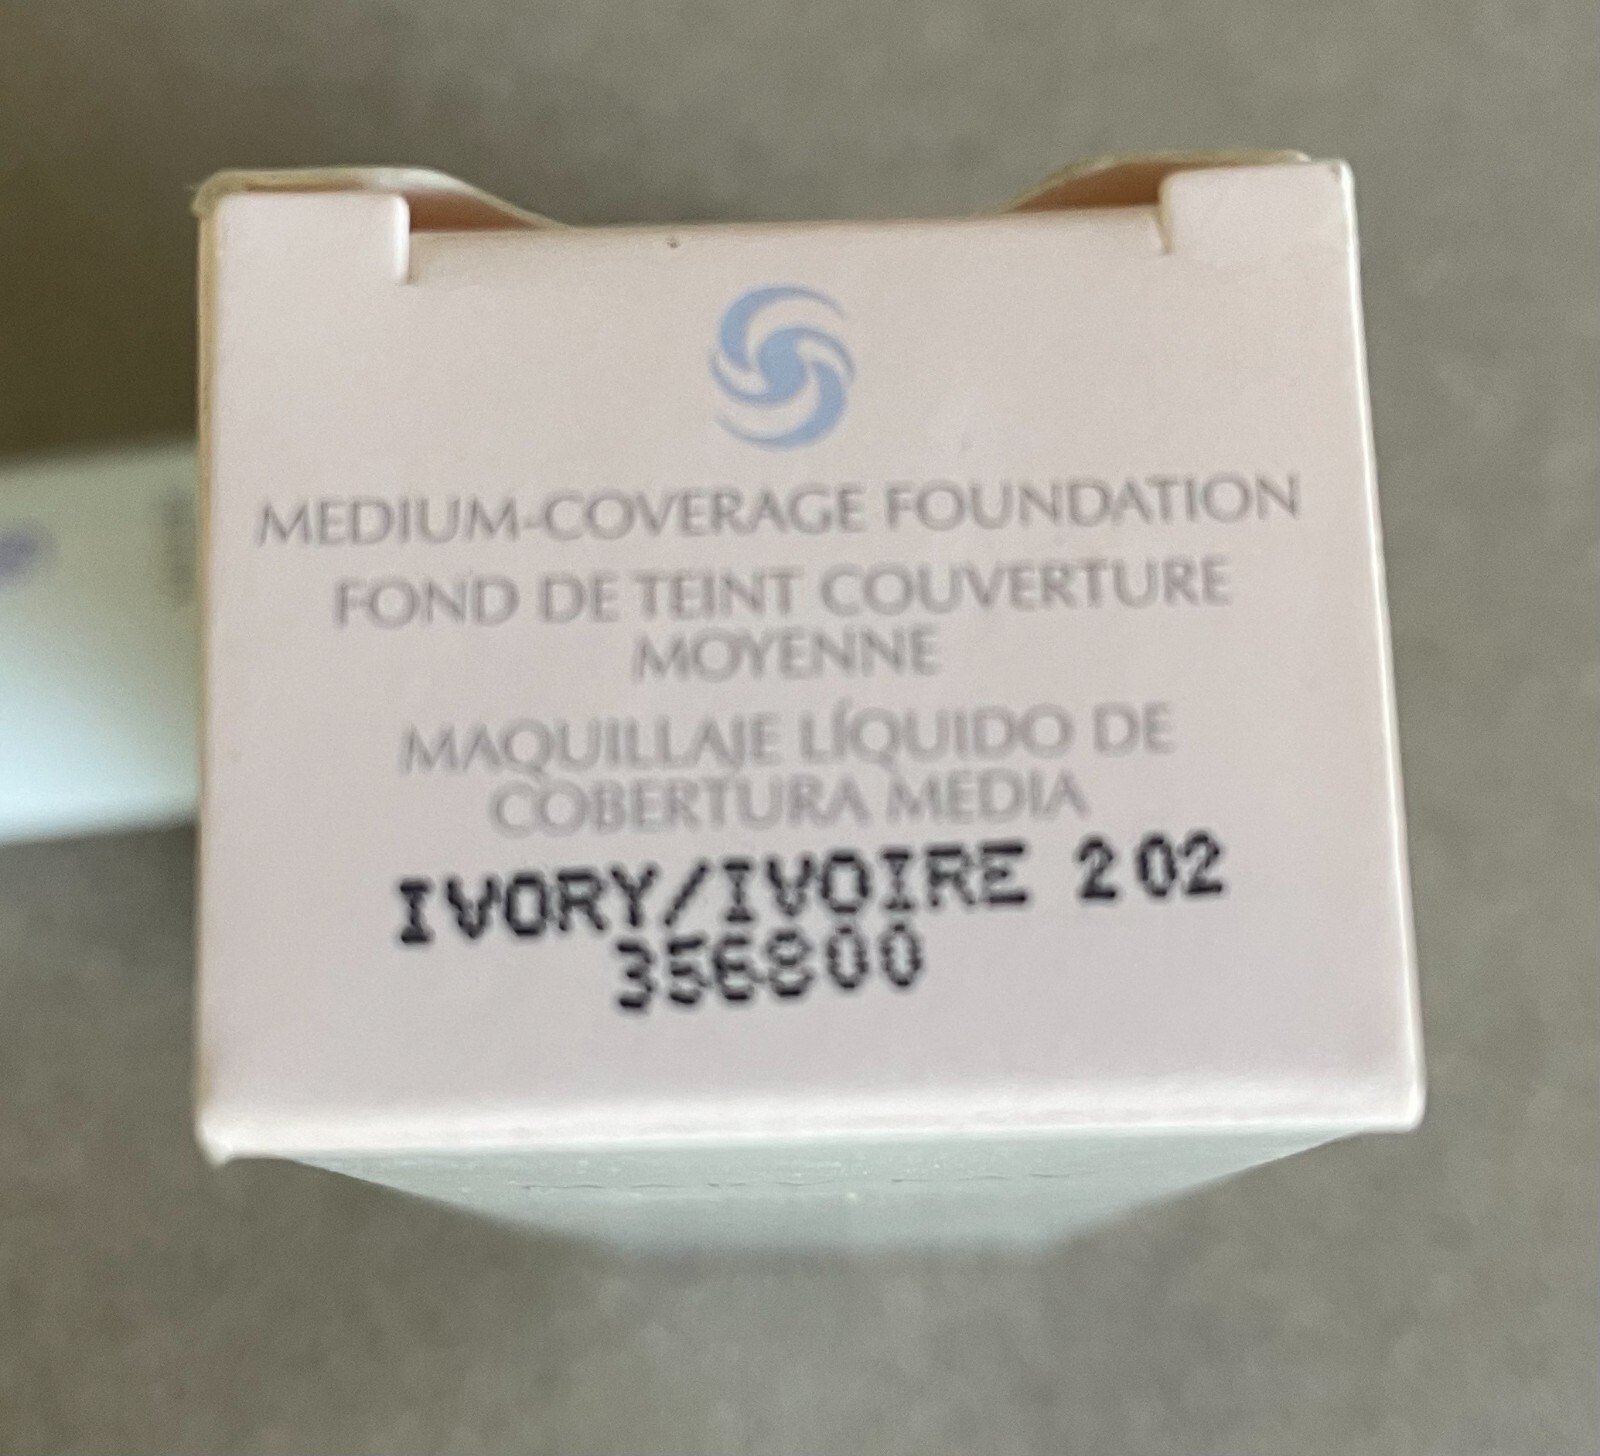 MEDIUM-COVERAGE FOUNDATION
FOND DE TEINT COUVERTURE
MOYENNE
MAQUILLAJE LÍQUIDO DE
COBERTURA MEDIA
IVORY/IVOIRE 202
356800